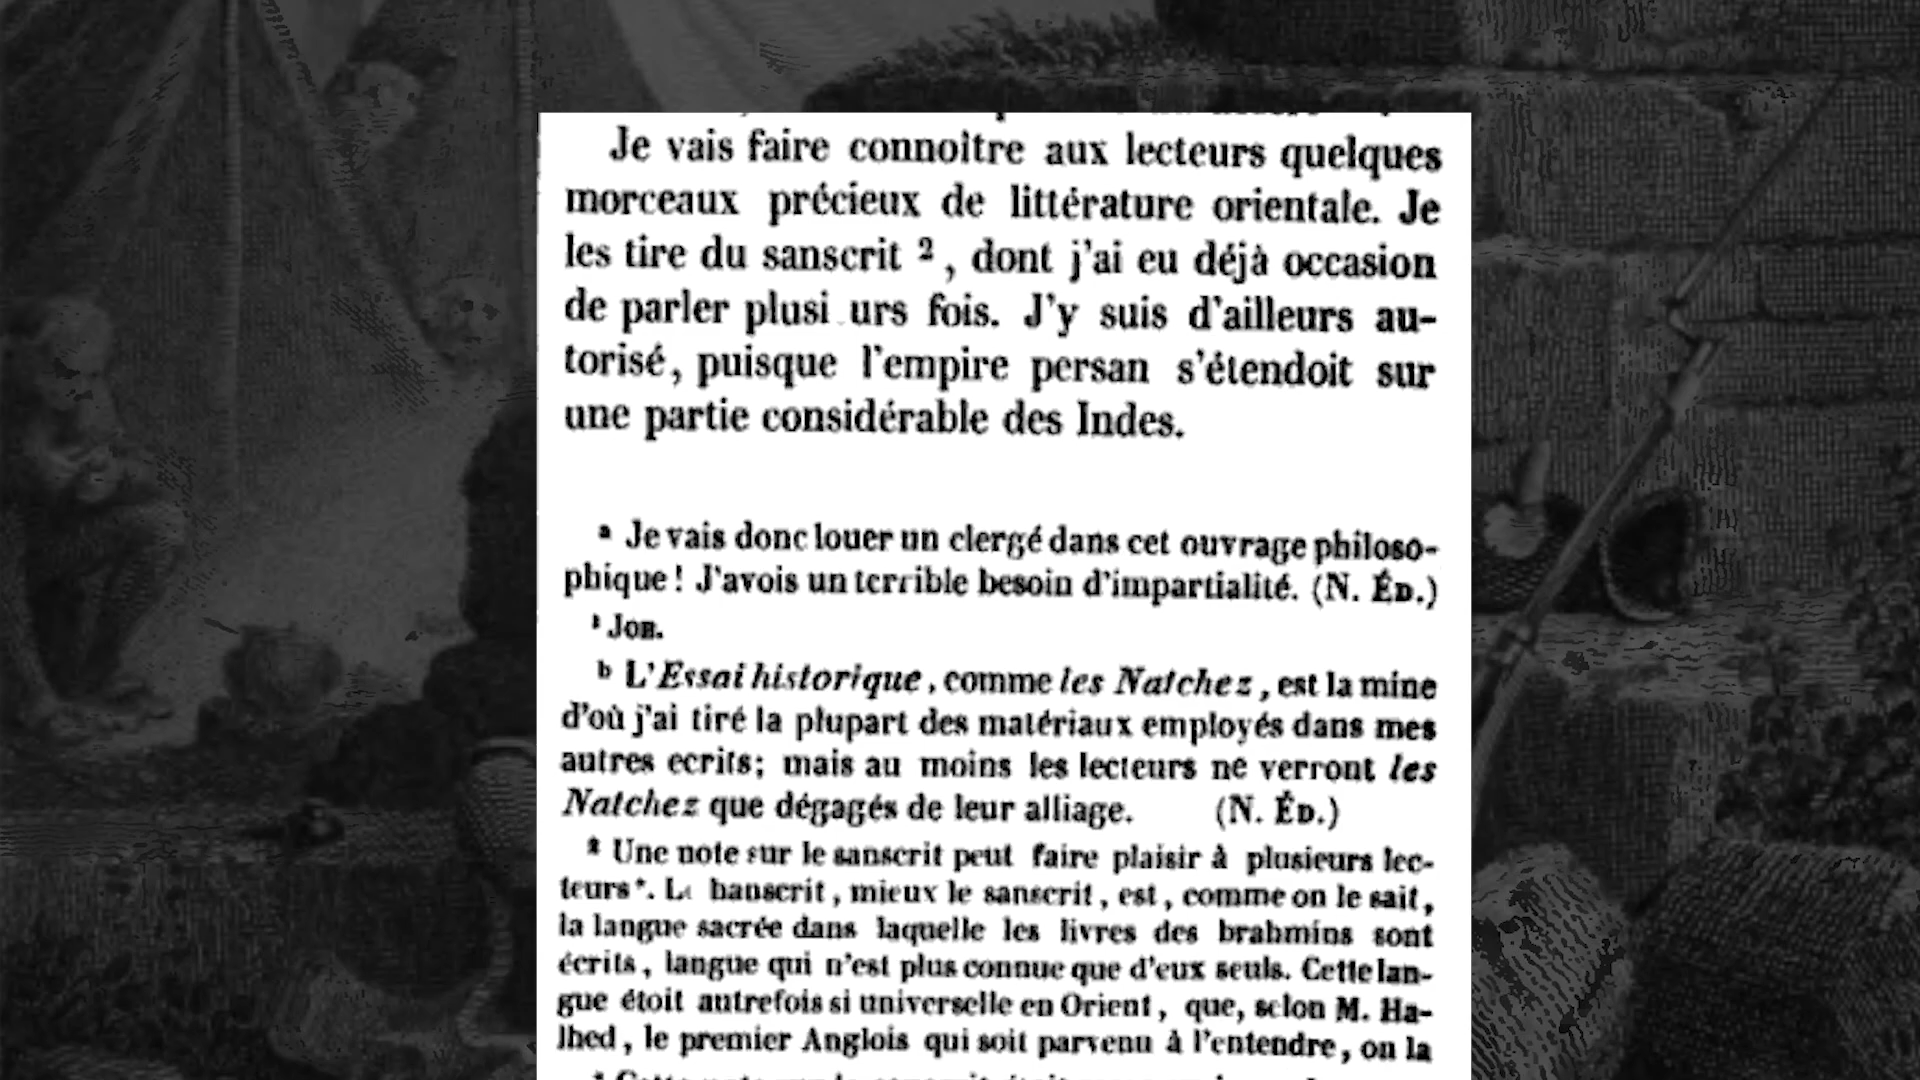 Je vais faire connoître aux lecteurs quelques
morceaux précieux de littérature orientale. Je
les tire du sanscrit ², dont j'ai eu déjà occasion
de parler plusi urs fois. J'y suis d'ailleurs au-
torisé, puisque l'empire persan s'étendoit sur
une partie considérable des Indes.
ᵃ Je vais donc louer un clergé dans cet ouvrage philoso-
phique ! J'avois un terrible besoin d'impartialité. (N. Éd.)
¹ Job.
ᵇ L'Essai historique, comme les Natchez, est la mine
d'où j'ai tiré la plupart des matériaux employés dans mes
autres ecrits; mais au moins les lecteurs ne verront les
Natchez que dégagés de leur alliage. (N. Éd.)
² Une note sur le sanscrit peut faire plaisir à plusieurs lec-
teurs*. Le hanscrit, mieux le sanscrit, est, comme on le sait,
la langue sacrée dans laquelle les livres des brahmins sont
écrits, langue qui n'est plus connue que d'eux seuls. Cette lan-
gue étoit autrefois si universelle en Orient, que, selon M. Ha-
lhed, le premier Anglois qui soit parvenu à l'entendre, on la